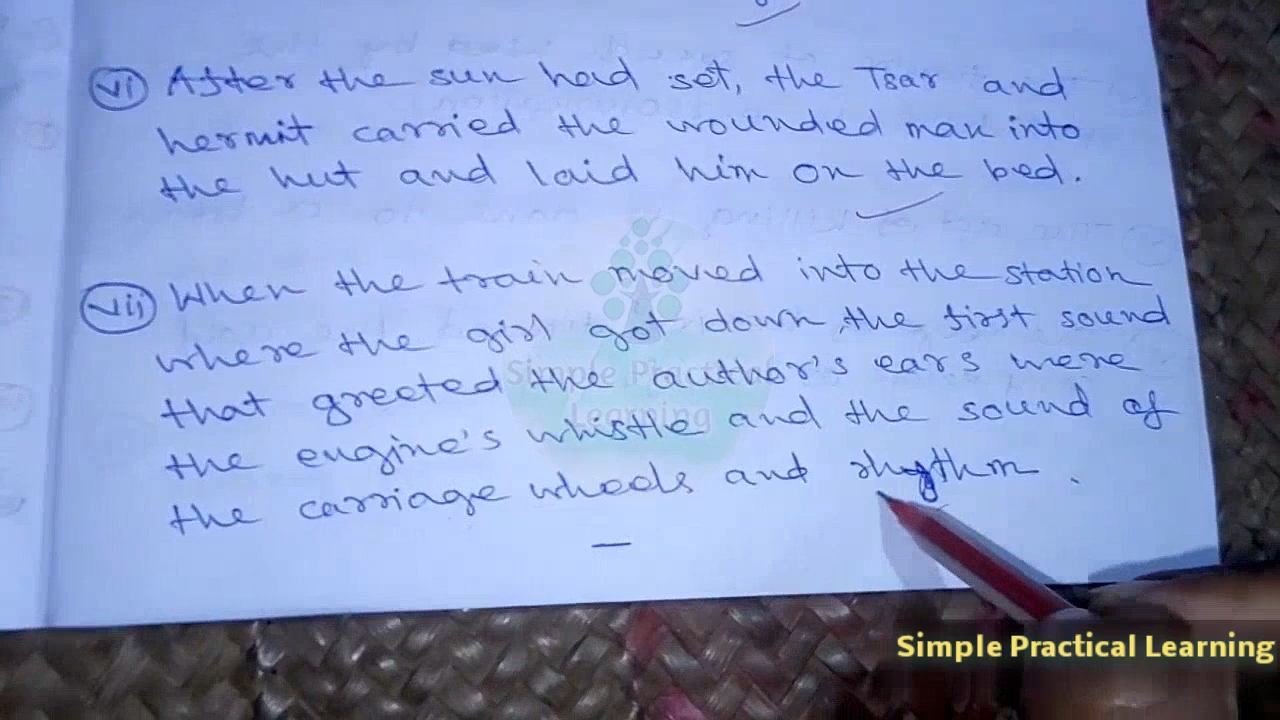 vi) After the sun had set, the Tsar and
hermit carried the wounded man into
the hut and laid him on the bed.
vii) When the train moved into the station
where the girl got down, the first sound
that greeted the author's ears were
the engine's whistle and the sound of
the carriage wheels and rhythm.
Simple Practical
Learning
Simple Practical Learning